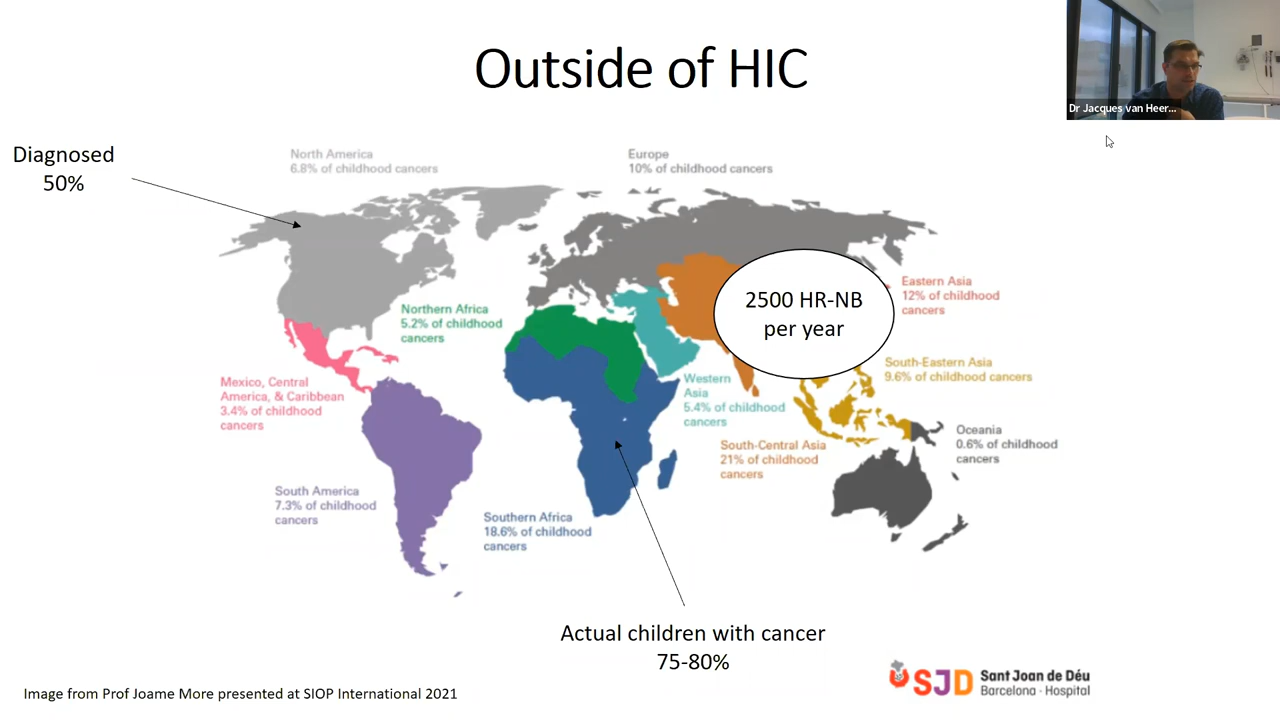 Outside of HIC
Dr Jacques van Heer...
Diagnosed
50%
North America
6.8% of childhood cancers
Europe
10% of childhood cancers
2500 HR-NB
per year
Eastern Asia
12% of childhood
cancers
Northern Africa
5.2% of childhood
cancers
South-Eastern Asia
9.6% of childhood cancers
Mexico, Central
America, & Caribbean
3.4% of childhood
cancers
Western
Asia
5.4% of childhood
cancers
Oceania
0.6% of childhood
cancers
South-Central Asia
21% of childhood
cancers
South America
7.3% of childhood
cancers
Southern Africa
18.6% of childhood
cancers
Actual children with cancer
75-80%
Image from Prof Joame More presented at SIOP International 2021
SJD Sant Joan de Déu
Barcelona · Hospital